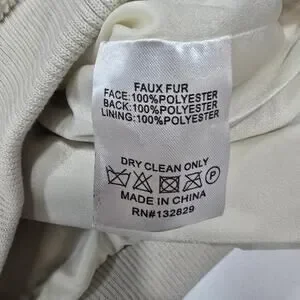 FAUX FUR
FACE:100%POLYESTER
BACK:100%POLYESTER
LINING:100%POLYESTER
DRY CLEAN ONLY
P
MADE IN CHINA
RN#132829